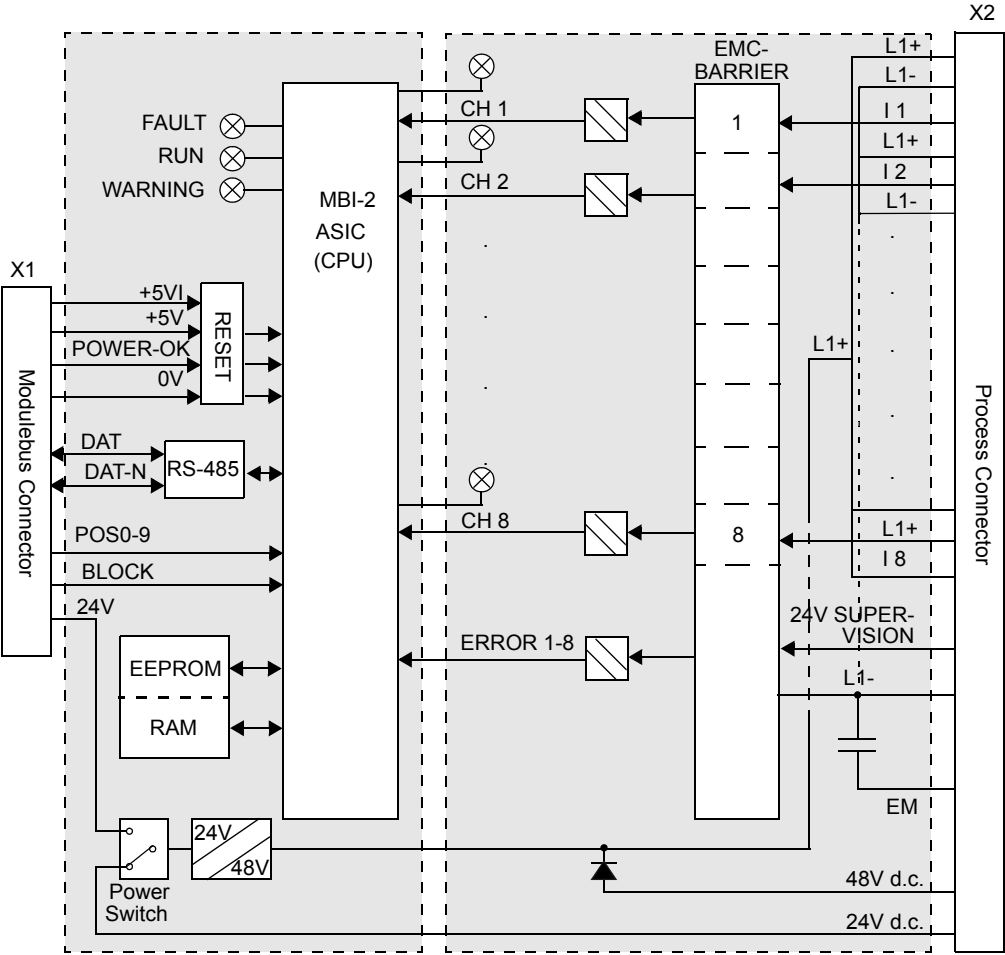 X2
L1+
EMC-
BARRIER
L1-
CH 1
I 1
FAULT
1
RUN
L1+
WARNING
CH 2
I 2
MBI-2
ASIC
(CPU)
L1-
X1
+5VI
+5V
POWER-OK
0V
RESET
L1+
Modulebus Connector
Process Connector
DAT
DAT-N
RS-485
POS0-9
CH 8
8
L1+
I 8
BLOCK
24V
24V SUPER-
VISION
ERROR 1-8
EEPROM
L1-
RAM
EM
24V
48V
Power
Switch
48V d.c.
24V d.c.